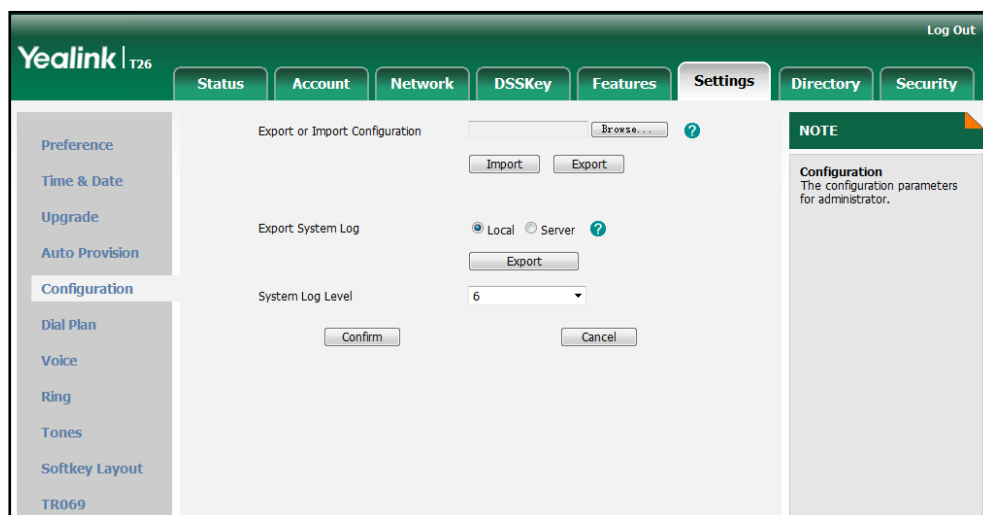 Log Out
Yealink | T26
Status Account Network DSSKey Features Settings Directory Security
Preference
Time & Date
Upgrade
Auto Provision
Configuration
Dial Plan
Voice
Ring
Tones
Softkey Layout
TR069
Export or Import Configuration Browse... ?
Import Export
Export System Log Local Server ?
Export
System Log Level 6
Confirm Cancel
NOTE
Configuration
The configuration parameters
for administrator.